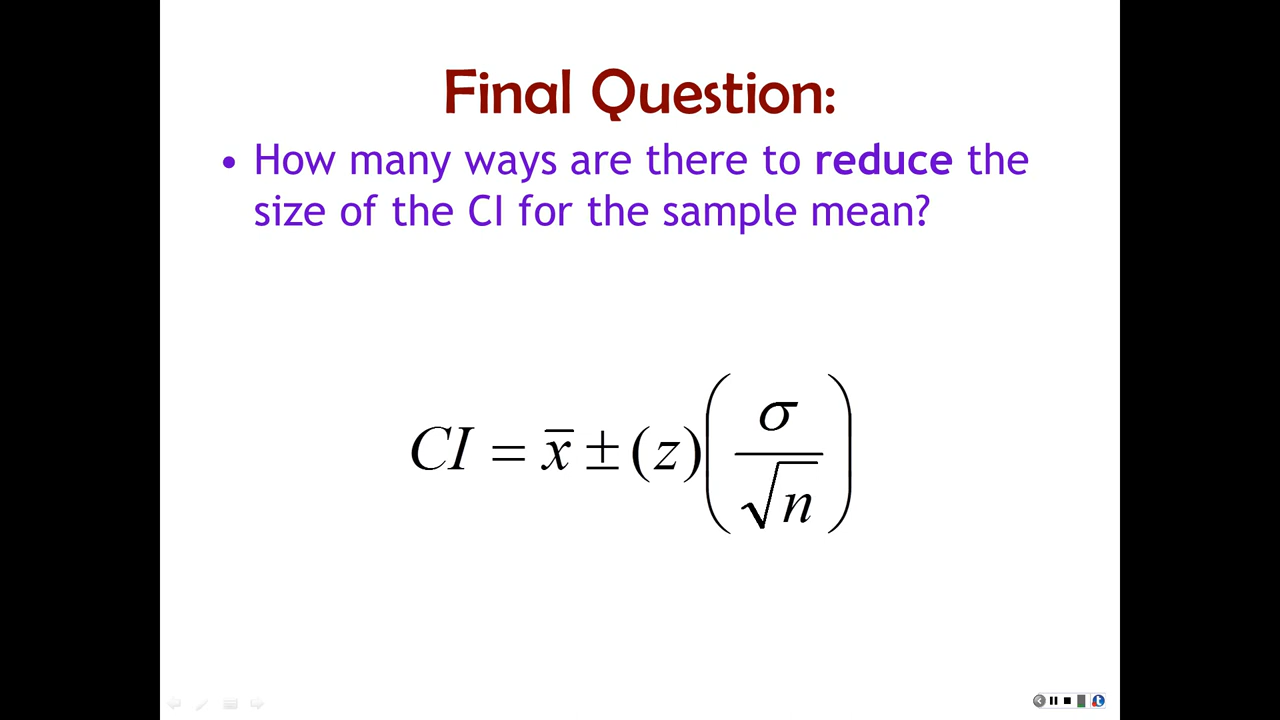 Final Question:
• How many ways are there to reduce the
size of the CI for the sample mean?
CI = x̅ ± (z)(σ/√n)